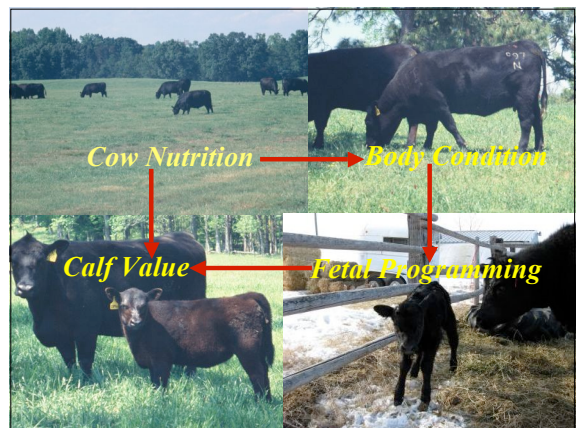 Cow Nutrition
Body Condition
Calf Value
Fetal Programming